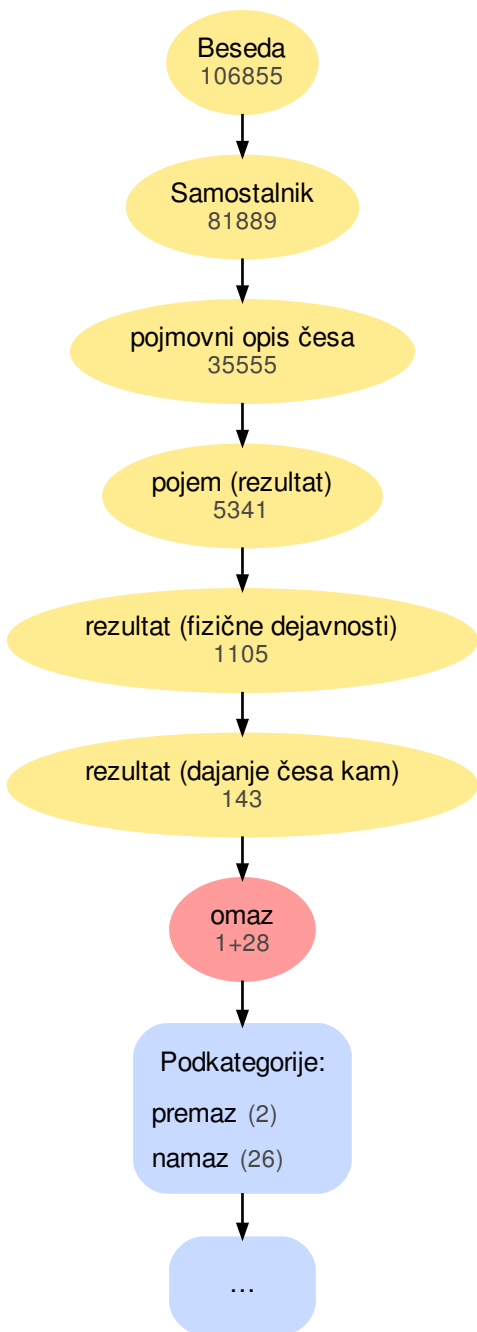 Beseda
106855
Samostalnik
81889
pojmovni opis česa
35555
pojem (rezultat)
5341
rezultat (fizične dejavnosti)
1105
rezultat (dajanje česa kam)
143
omaz
1+28
Podkategorije:
premaz (2)
namaz (26)
...